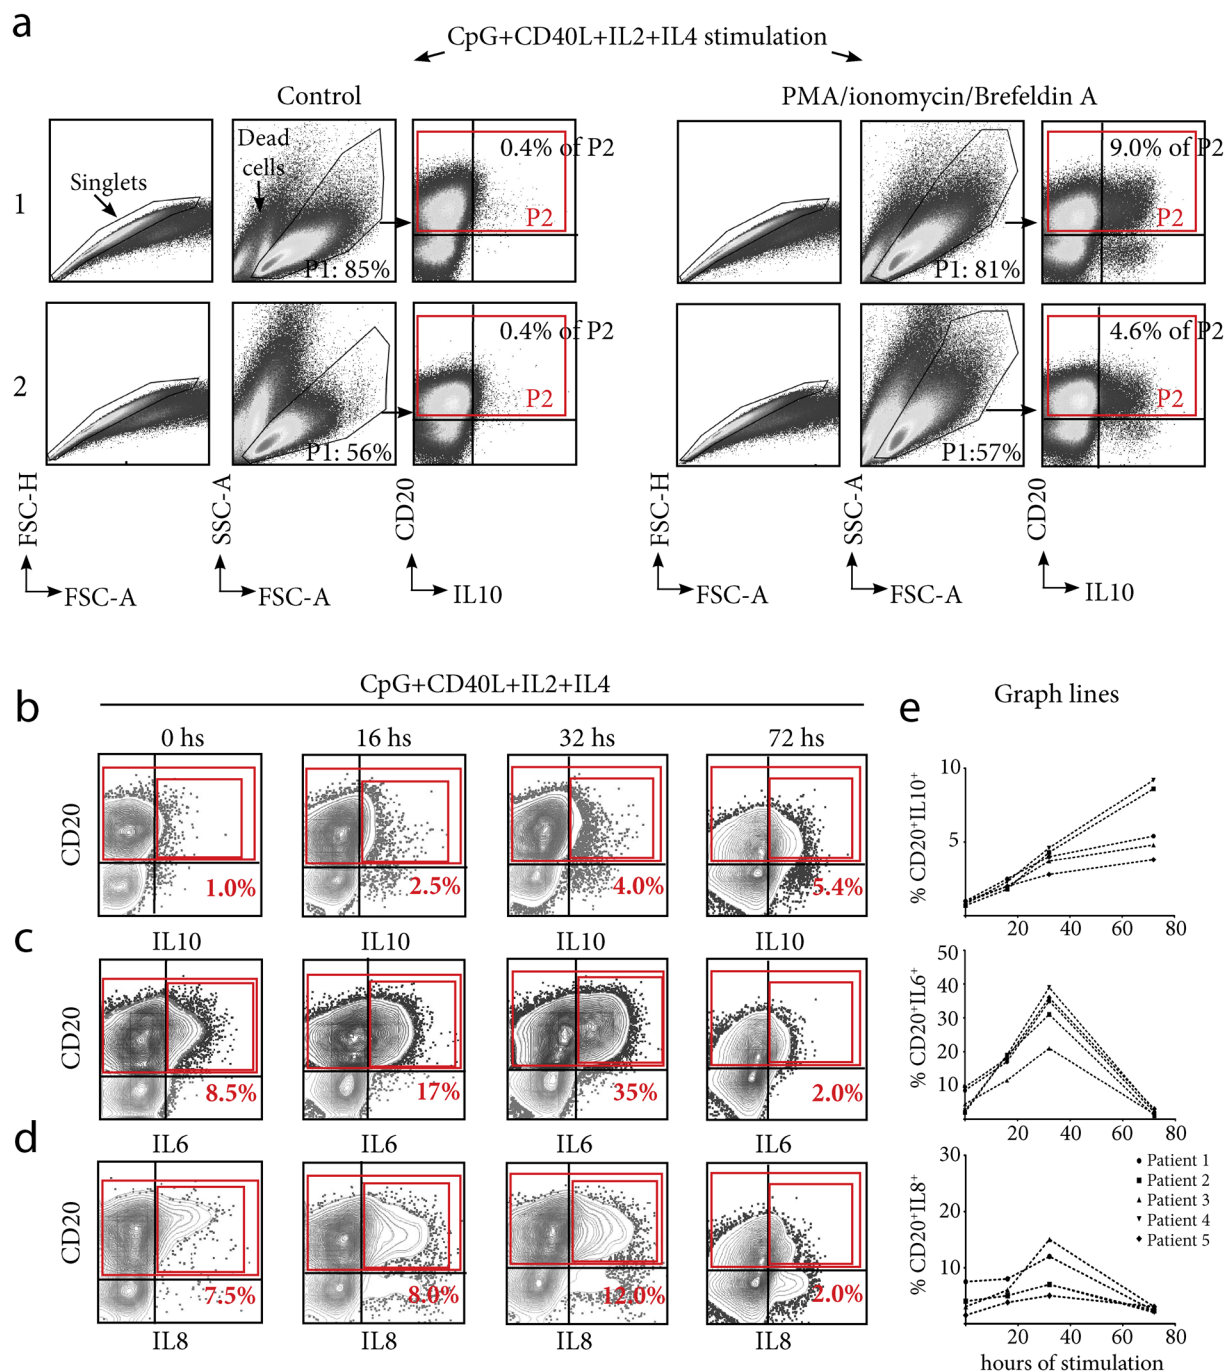 a
CpG+CD40L+IL2+IL4 stimulation
Control
PMA/ionomycin/Brefeldin A
1
Singlets
Dead
cells
P1: 85%
0.4% of P2
P2
P1: 81%
9.0% of P2
P2
2
P1: 56%
0.4% of P2
P2
P1:57%
4.6% of P2
P2
FSC-H
FSC-A
SSC-A
FSC-A
CD20
IL10
FSC-H
FSC-A
SSC-A
FSC-A
CD20
IL10
b
CpG+CD40L+IL2+IL4
0 hs
16 hs
32 hs
72 hs
CD20
1.0%
2.5%
4.0%
5.4%
IL10
IL10
IL10
IL10
c
CD20
8.5%
17%
35%
2.0%
IL6
IL6
IL6
IL6
d
CD20
7.5%
8.0%
12.0%
2.0%
IL8
IL8
IL8
IL8
e
Graph lines
% CD20+IL10+
10
5
20
40
60
80
% CD20+IL6+
50
40
30
20
10
20
40
60
80
% CD20+IL8+
30
20
10
Patient 1
Patient 2
Patient 3
Patient 4
Patient 5
20
40
60
80
hours of stimulation